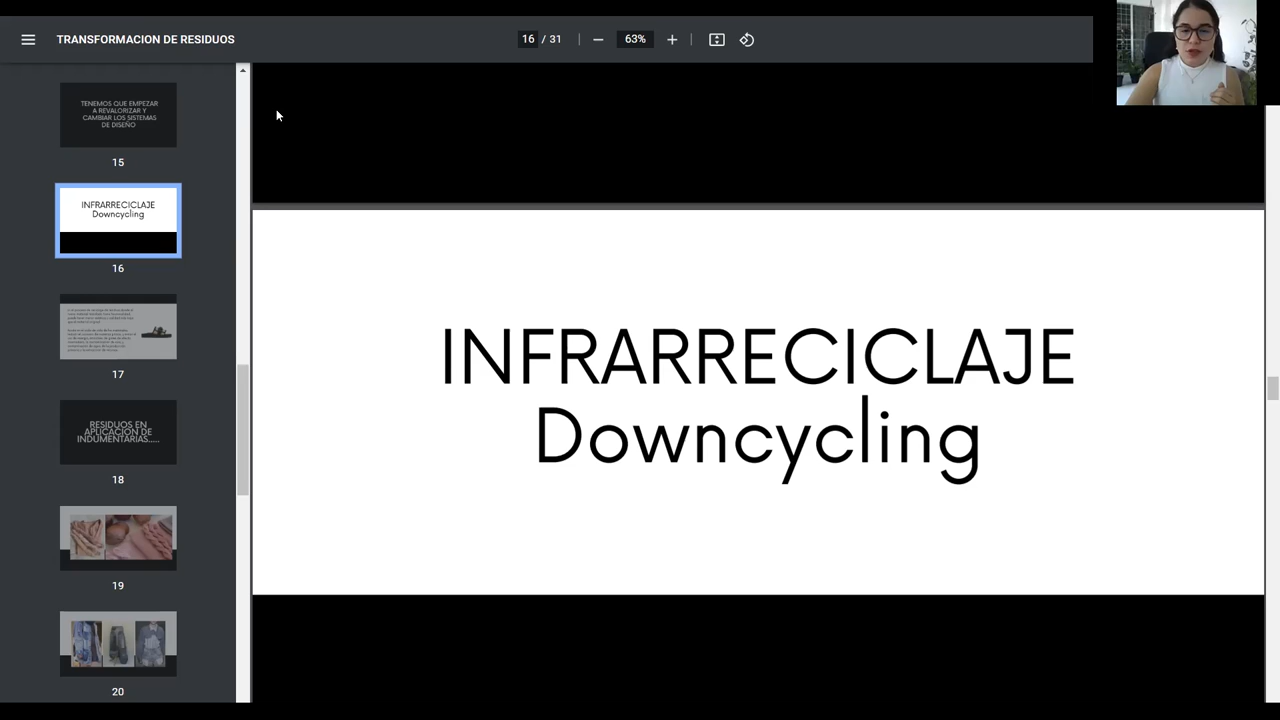 TRANSFORMACION DE RESIDUOS
16 / 31
63%
TENEMOS QUE EMPEZAR
A REVALORIZAR Y
CAMBIAR LOS SISTEMAS
DE DISEÑO
15
INFRARRECICLAJE
Downcycling
16
17
RESIDUOS EN
APLICACION DE
INDUMENTARIAS.....
18
19
20
INFRARRECICLAJE
Downcycling